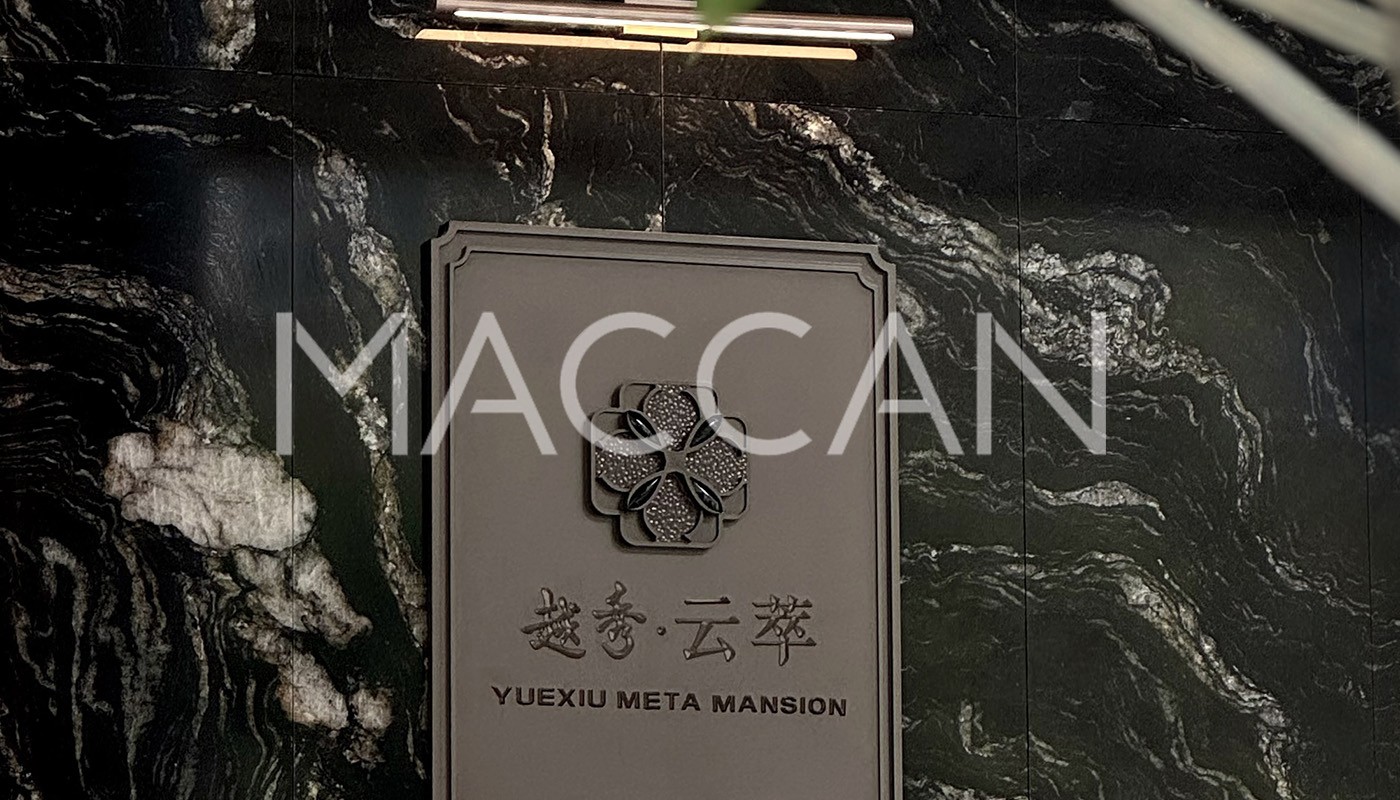 MACCAN
越秀·云萃
YUEXIU META MANSION